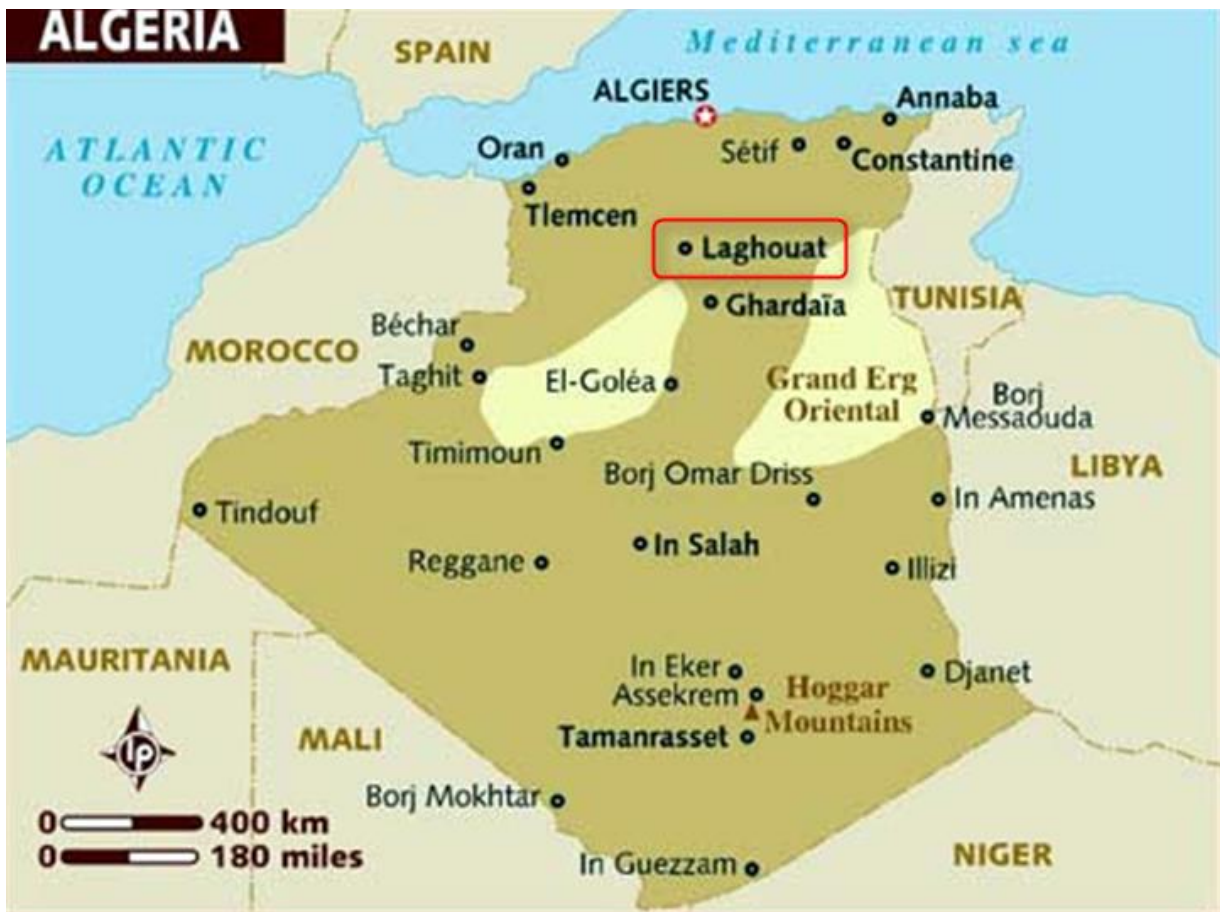 ALGERIA
SPAIN
Mediterranean sea
ATLANTIC
OCEAN
ALGIERS
Annaba
Oran
Sétif
Constantine
Tlemcen
Laghouat
Ghardaïa
TUNISIA
Béchar
MOROCCO
Taghit
El-Goléa
Grand Erg
Oriental
Borj
Messaouda
Timimoun
Borj Omar Driss
LIBYA
Tindouf
In Amenas
In Salah
Reggane
Illizi
MAURITANIA
In Eker
Djanet
Assekrem
Hoggar
Mountains
Tamanrasset
lp
MALI
Borj Mokhtar
0 400 km
0 180 miles
In Guezzam
NIGER